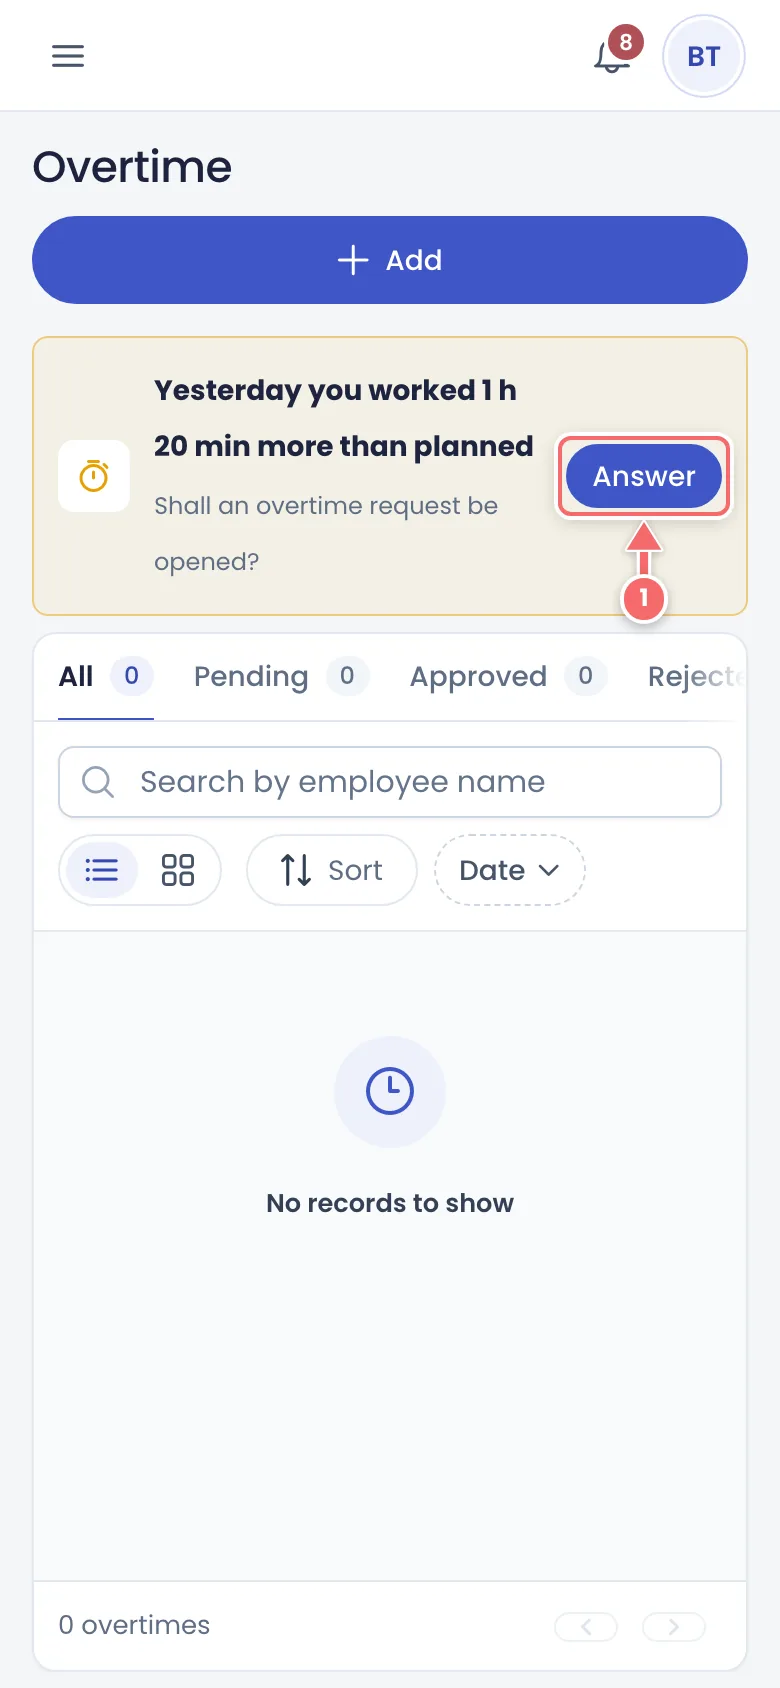 8
BT
Overtime
Add
Yesterday you worked 1 h
20 min more than planned
Shall an overtime request be
opened?
Answer
1
All 0 Pending 0 Approved 0 Rejecte
Search by employee name
Sort Date
No records to show
0 overtimes